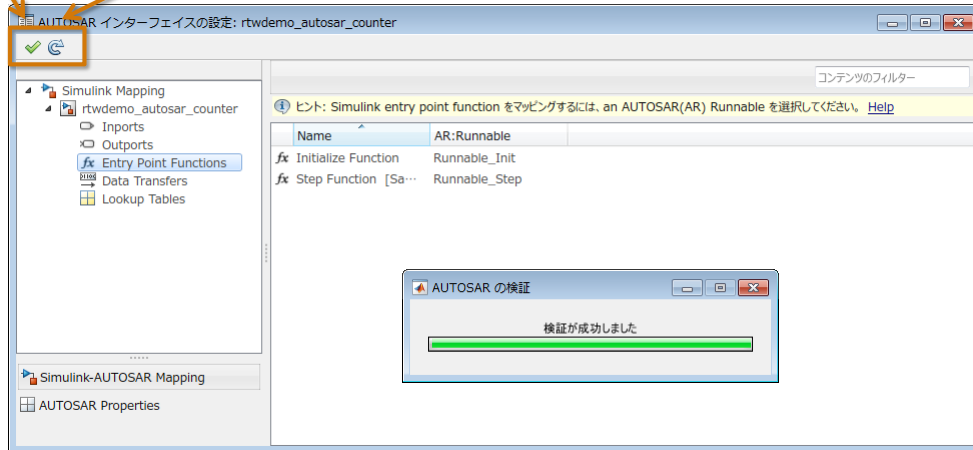 AUTOSAR インターフェイスの設定: rtwdemo_autosar_counter
コンテンツのフィルター
Simulink Mapping
rtwdemo_autosar_counter
Inports
Outports
fx Entry Point Functions
Data Transfers
Lookup Tables
ヒント: Simulink entry point function をマッピングするには、an AUTOSAR(AR) Runnable を選択してください。 Help
Name AR:Runnable
fx Initialize Function Runnable_Init
fx Step Function [Sa… Runnable_Step
AUTOSAR の検証
検証が成功しました
Simulink-AUTOSAR Mapping
AUTOSAR Properties